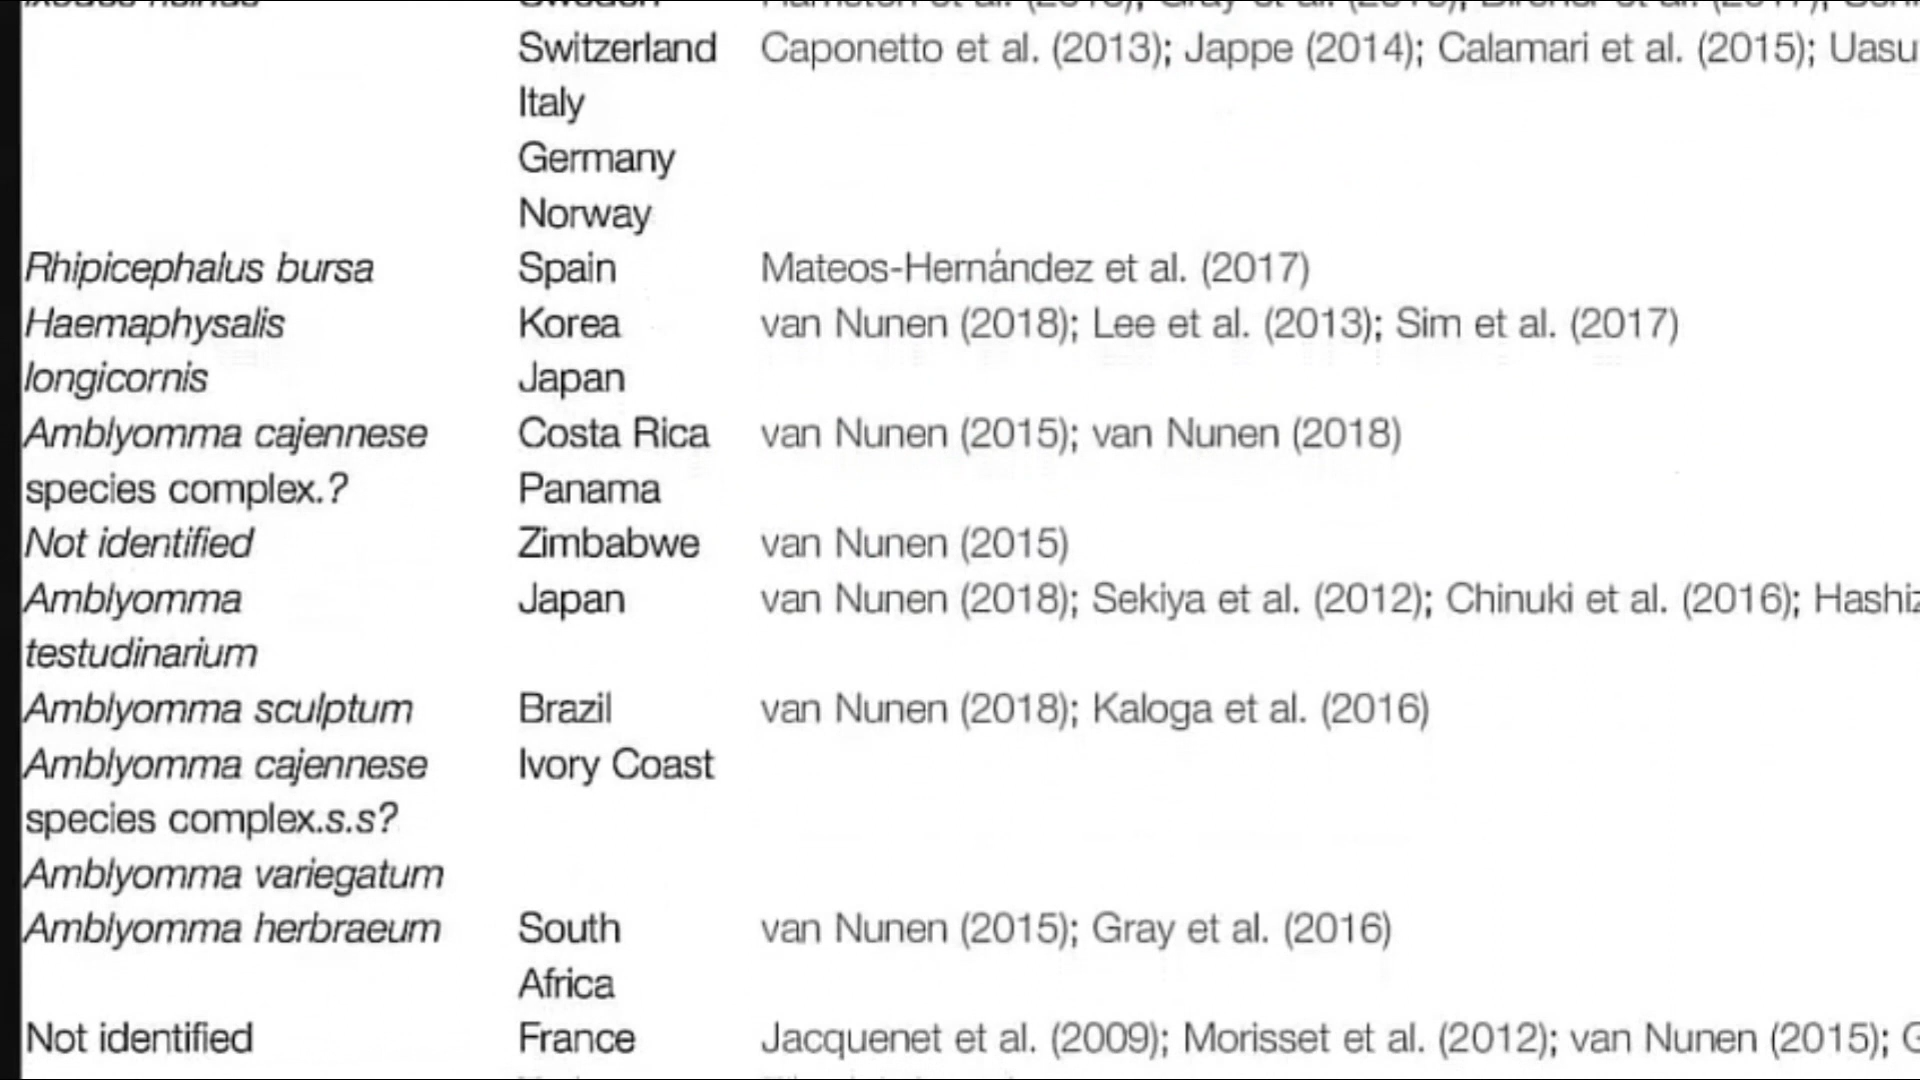 Switzerland Caponetto et al. (2013); Jappe (2014); Calamari et al. (2015); Uasu
Italy
Germany
Norway
Rhipicephalus bursa Spain Mateos-Hernández et al. (2017)
Haemaphysalis Korea van Nunen (2018); Lee et al. (2013); Sim et al. (2017)
longicornis Japan
Amblyomma cajennese Costa Rica van Nunen (2015); van Nunen (2018)
species complex.? Panama
Not identified Zimbabwe van Nunen (2015)
Amblyomma Japan van Nunen (2018); Sekiya et al. (2012); Chinuki et al. (2016); Hashiz
testudinarium
Amblyomma sculptum Brazil van Nunen (2018); Kaloga et al. (2016)
Amblyomma cajennese Ivory Coast
species complex.s.s?
Amblyomma variegatum
Amblyomma herbraeum South van Nunen (2015); Gray et al. (2016)
Africa
Not identified France Jacquenet et al. (2009); Morisset et al. (2012); van Nunen (2015); G